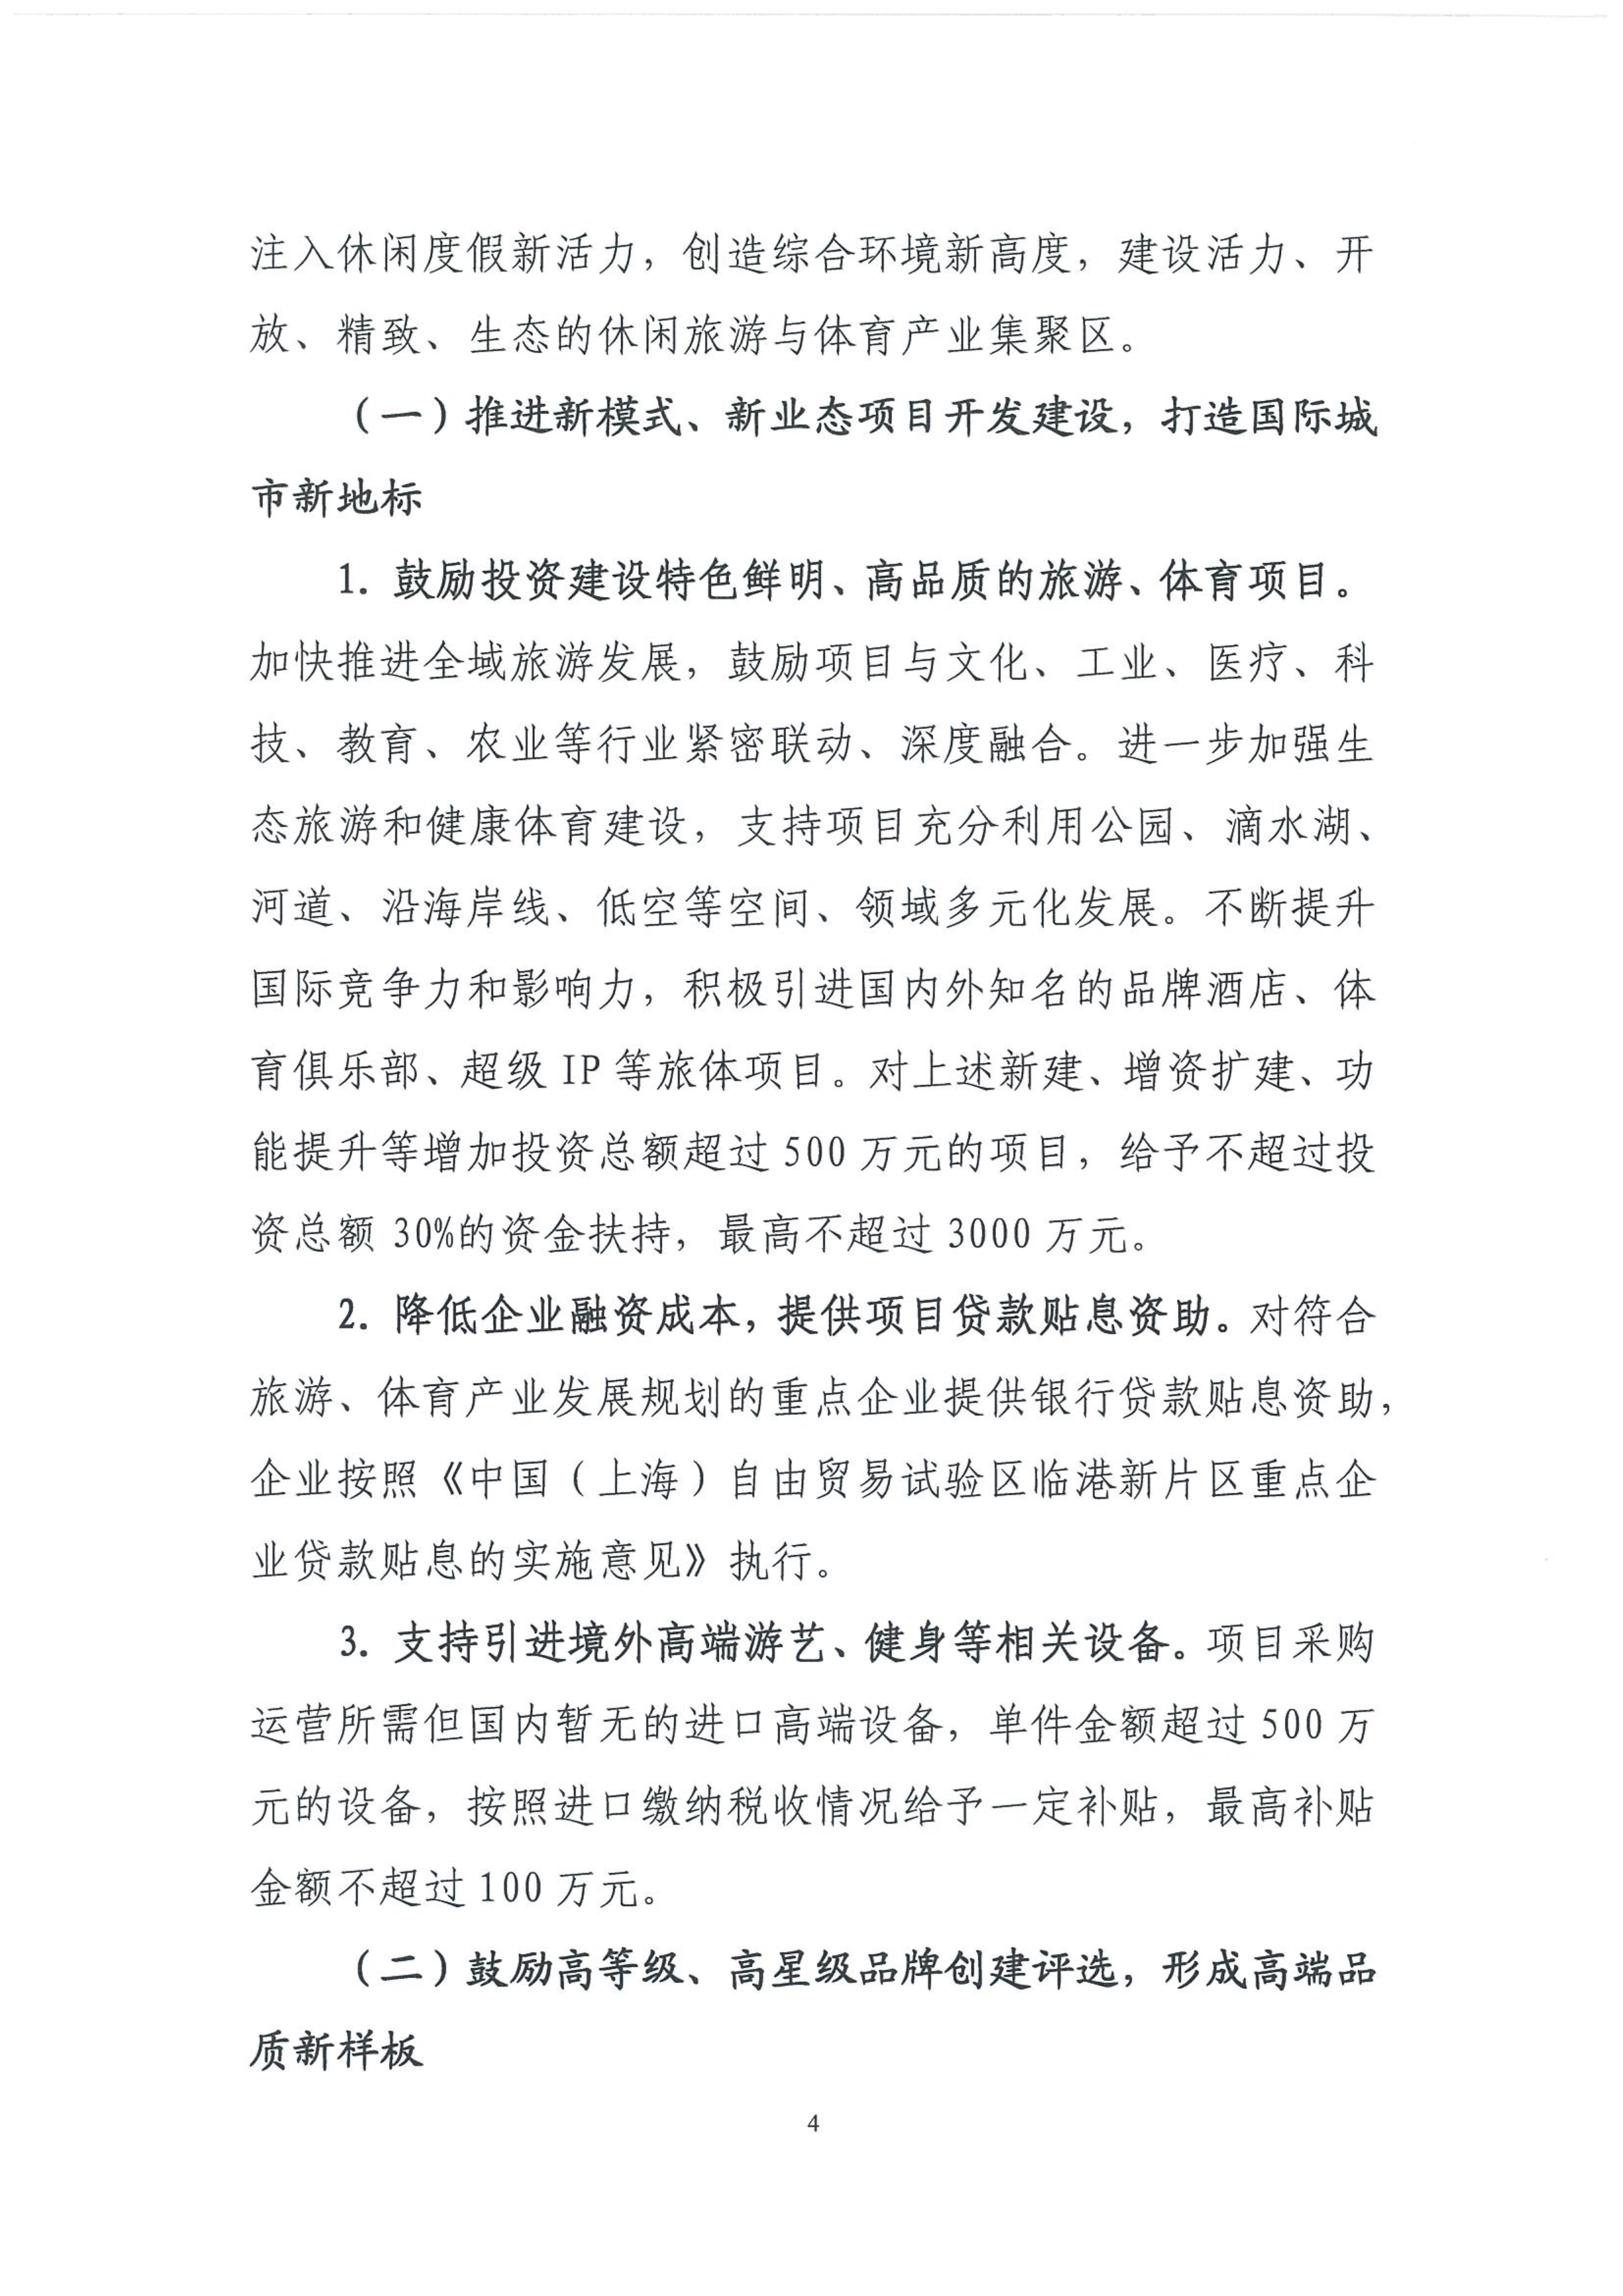 注入休闲度假新活力，创造综合环境新高度，建设活力、开
放、精致、生态的休闲旅游与体育产业集聚区。
（一）推进新模式、新业态项目开发建设，打造国际城
市新地标
1. 鼓励投资建设特色鲜明、高品质的旅游、体育项目。
加快推进全域旅游发展，鼓励项目与文化、工业、医疗、科
技、教育、农业等行业紧密联动、深度融合。进一步加强生
态旅游和健康体育建设，支持项目充分利用公园、滴水湖、
河道、沿海岸线、低空等空间、领域多元化发展。不断提升
国际竞争力和影响力，积极引进国内外知名的品牌酒店、体
育俱乐部、超级 IP 等旅体项目。对上述新建、增资扩建、功
能提升等增加投资总额超过 500 万元的项目，给予不超过投
资总额 30%的资金扶持，最高不超过 3000 万元。
2. 降低企业融资成本，提供项目贷款贴息资助。对符合
旅游、体育产业发展规划的重点企业提供银行贷款贴息资助，
企业按照《中国（上海）自由贸易试验区临港新片区重点企
业贷款贴息的实施意见》执行。
3. 支持引进境外高端游艺、健身等相关设备。项目采购
运营所需但国内暂无的进口高端设备，单件金额超过 500 万
元的设备，按照进口缴纳税收情况给予一定补贴，最高补贴
金额不超过 100 万元。
（二）鼓励高等级、高星级品牌创建评选，形成高端品
质新样板
4